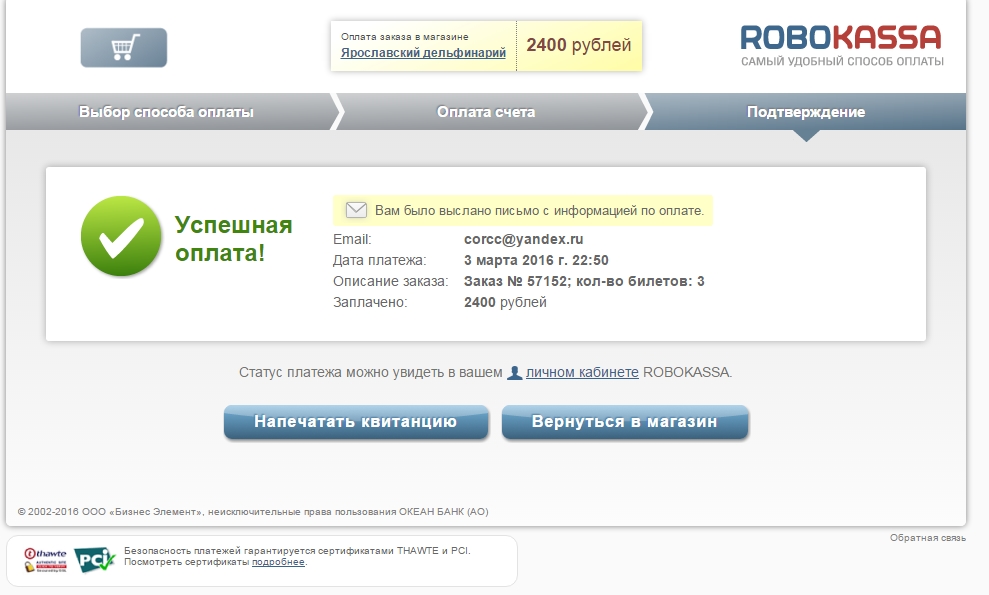 Оплата заказа в магазине
Ярославский дельфинарий
2400 рублей
ROBOKASSA
САМЫЙ УДОБНЫЙ СПОСОБ ОПЛАТЫ
Выбор способа оплаты
Оплата счета
Подтверждение
Успешная
оплата!
Вам было выслано письмо с информацией по оплате.
Email: corcc@yandex.ru
Дата платежа: 3 марта 2016 г. 22:50
Описание заказа: Заказ № 57152; кол-во билетов: 3
Заплачено: 2400 рублей
Статус платежа можно увидеть в вашем личном кабинете ROBOKASSA.
Напечатать квитанцию
Вернуться в магазин
© 2002-2016 ООО «Бизнес Элемент», неисключительные права пользования ОКЕАН БАНК (АО)
Обратная связь
thawte
PCI
Безопасность платежей гарантируется сертификатами THAWTE и PCI.
Посмотреть сертификаты подробнее.